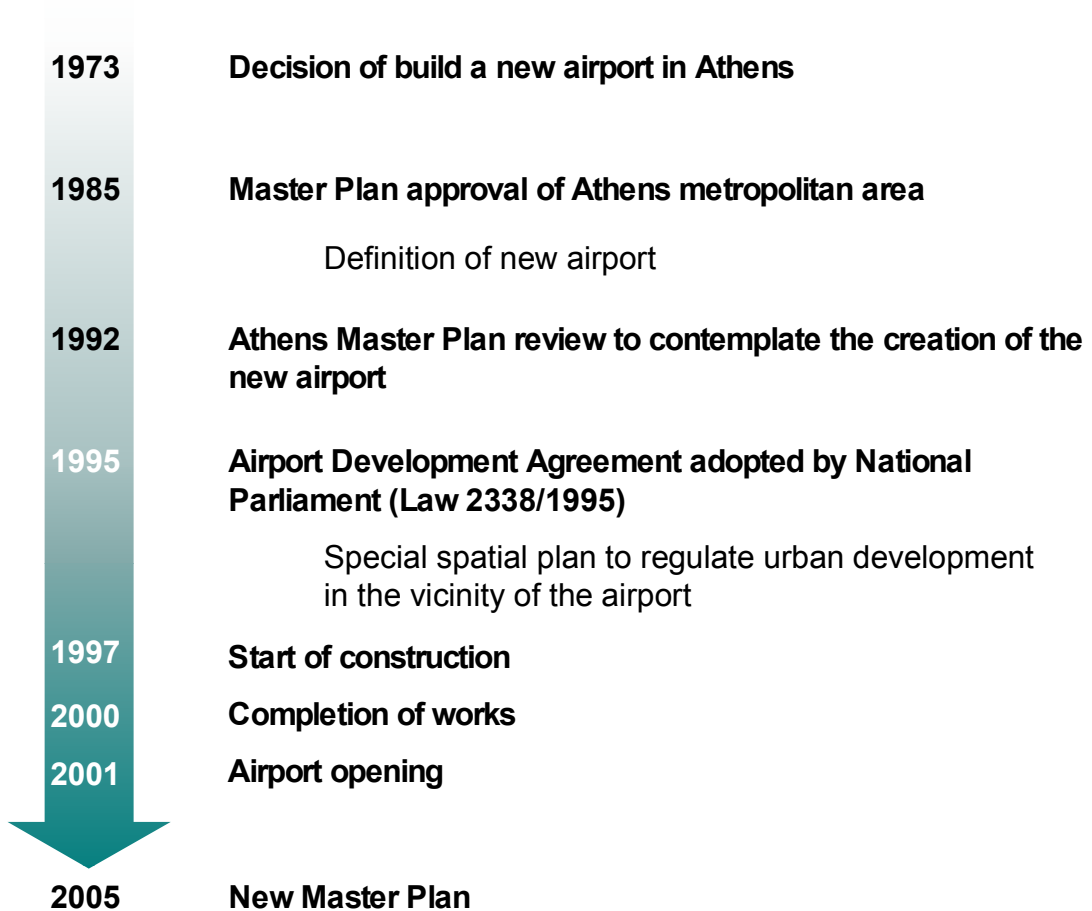 1973 Decision of build a new airport in Athens
1985 Master Plan approval of Athens metropolitan area
Definition of new airport
1992 Athens Master Plan review to contemplate the creation of the
new airport
1995 Airport Development Agreement adopted by National
Parliament (Law 2338/1995)
Special spatial plan to regulate urban development
in the vicinity of the airport
1997 Start of construction
2000 Completion of works
2001 Airport opening
2005 New Master Plan